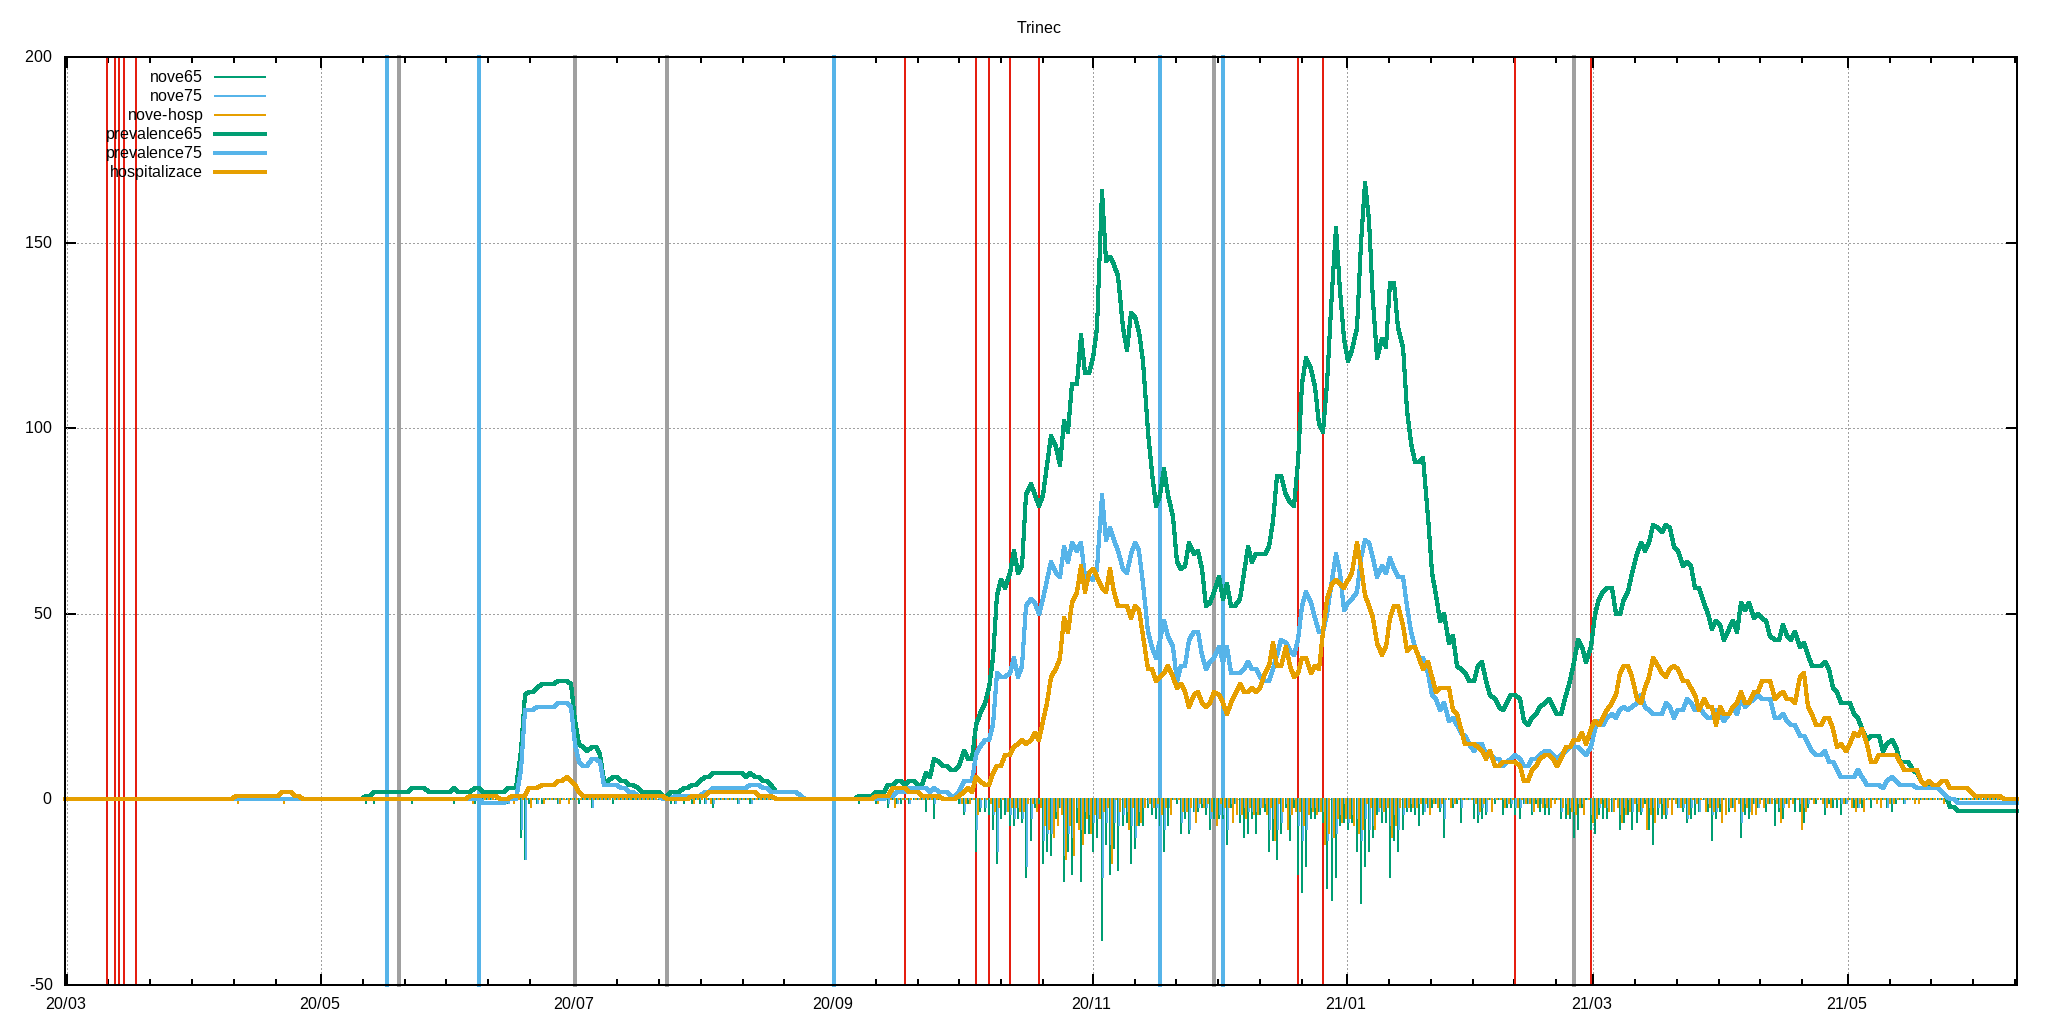 Trinec
200
150
100
50
0
-50
nove65
nove75
nove-hosp
prevalence65
prevalence75
hospitalizace
20/03 20/05 20/07 20/09 20/11 21/01 21/03 21/05